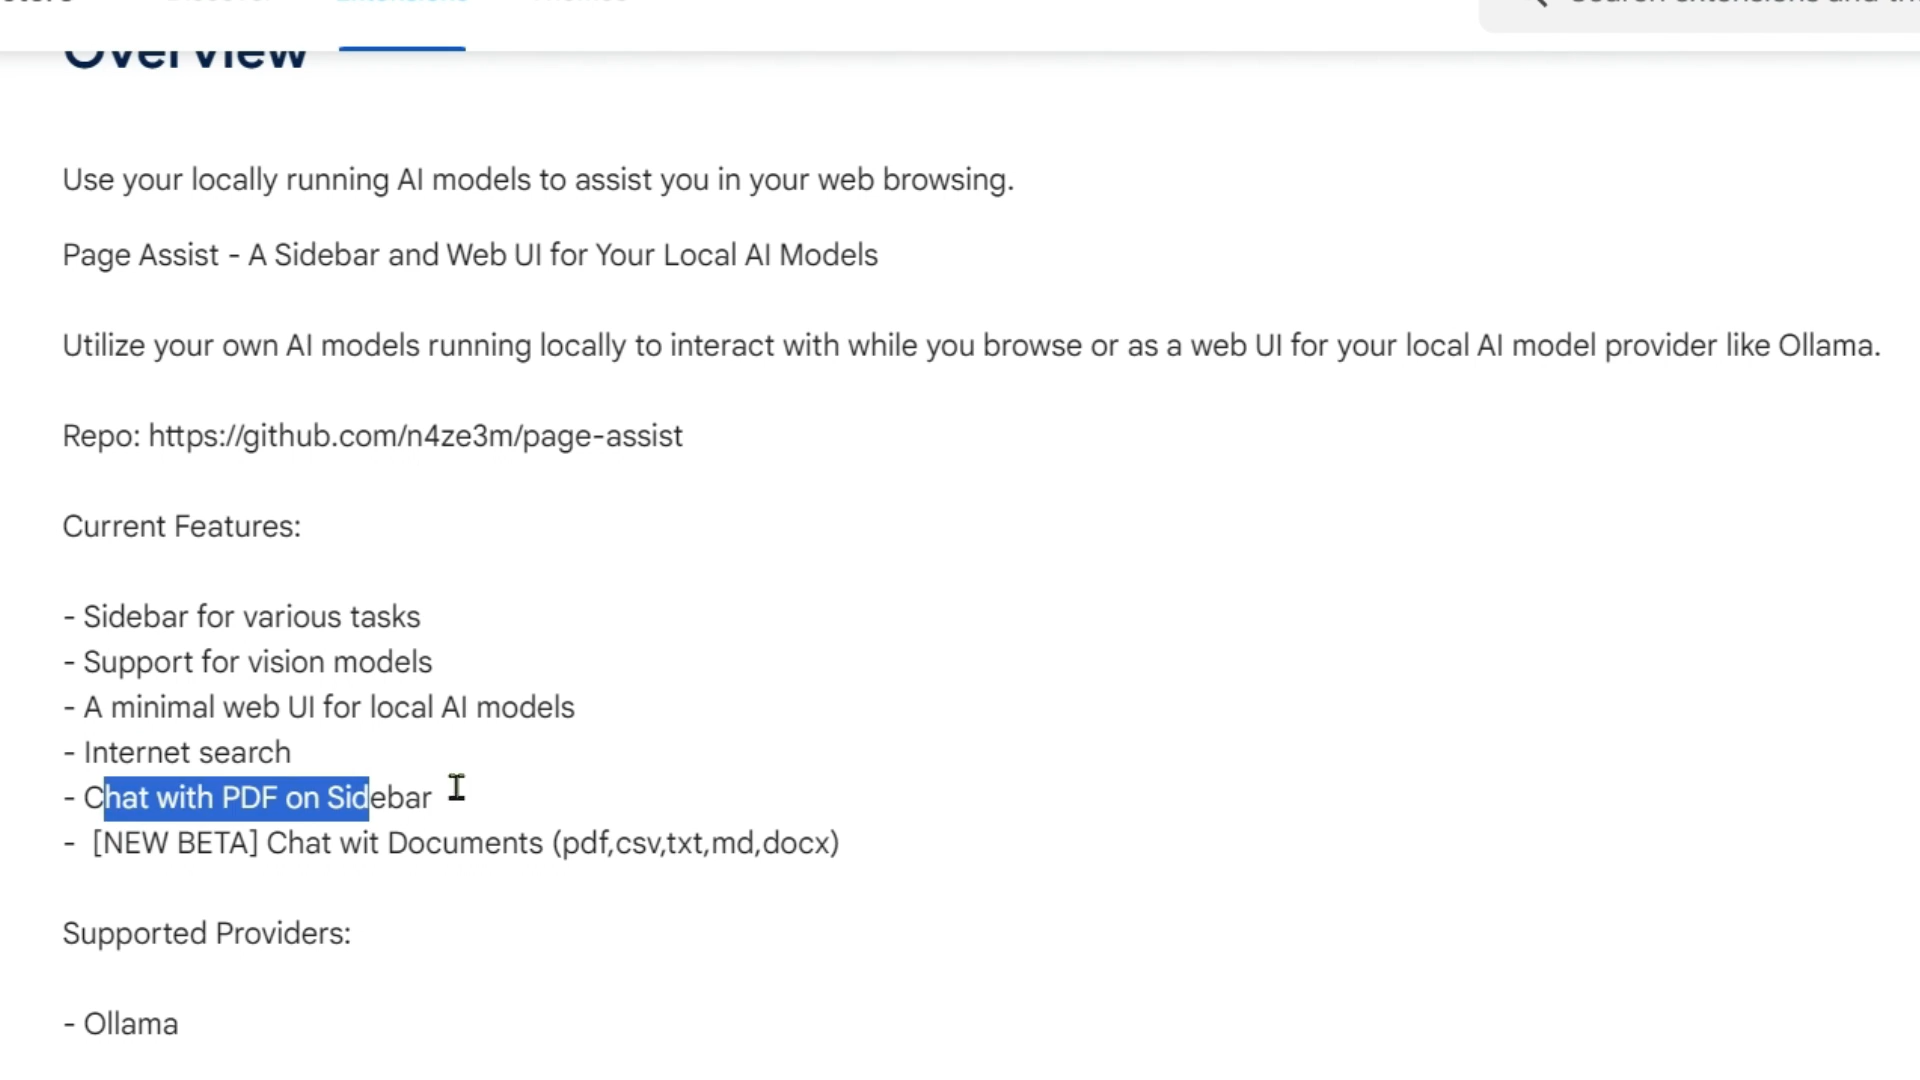 Extensions
Overview
Use your locally running AI models to assist you in your web browsing.
Page Assist - A Sidebar and Web UI for Your Local AI Models
Utilize your own AI models running locally to interact with while you browse or as a web UI for your local AI model provider like Ollama.
Repo: https://github.com/n4ze3m/page-assist
Current Features:
- Sidebar for various tasks
- Support for vision models
- A minimal web UI for local AI models
- Internet search
- Chat with PDF on Sidebar
- [NEW BETA] Chat wit Documents (pdf,csv,txt,md,docx)
Supported Providers:
- Ollama